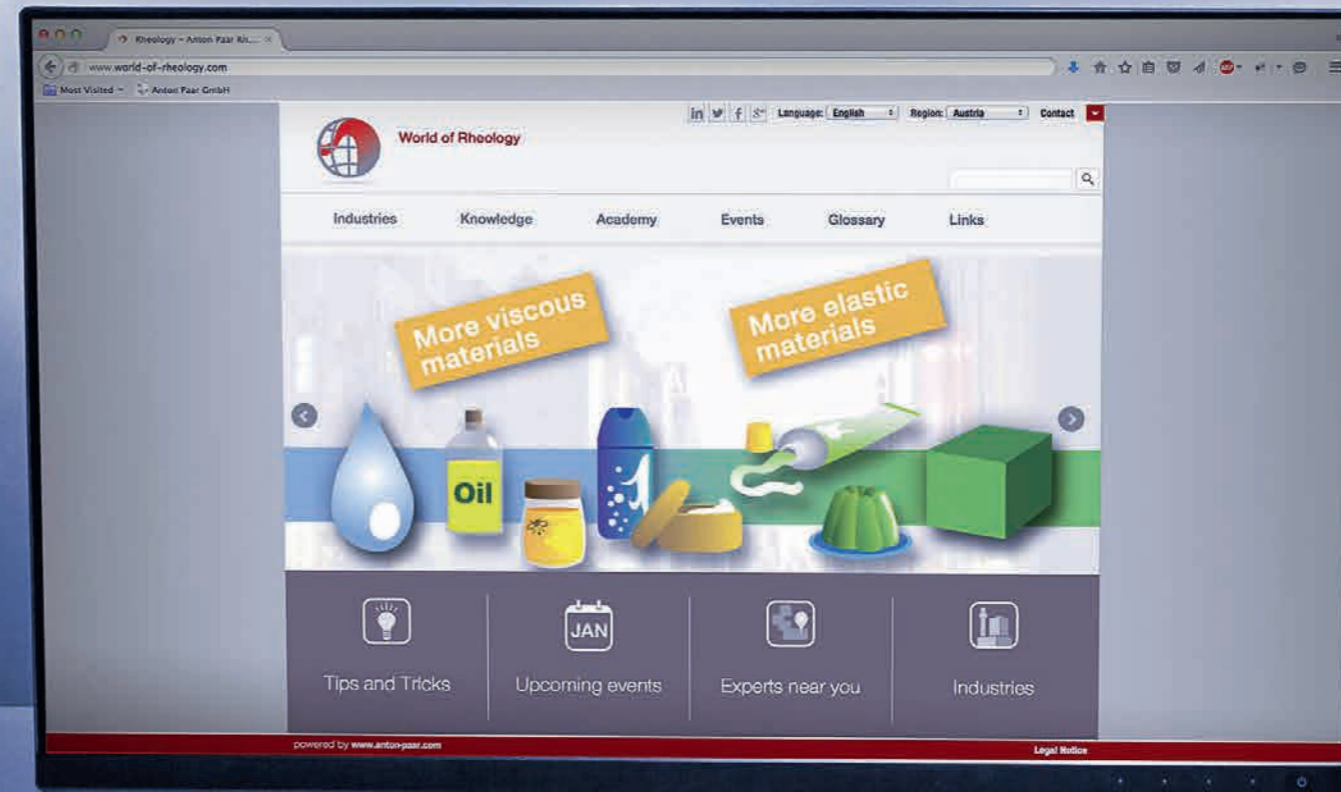 Rheology – Anton Paar Rh...
www.world-of-rheology.com
Most Visited
Anton Paar GmbH
in f g+ Language: English Region: Austria Contact
World of Rheology
Industries Knowledge Academy Events Glossary Links
More viscous
materials
More elastic
materials
Oil
JAN
Tips and Tricks Upcoming events Experts near you Industries
powered by www.anton-paar.com
Legal Notice